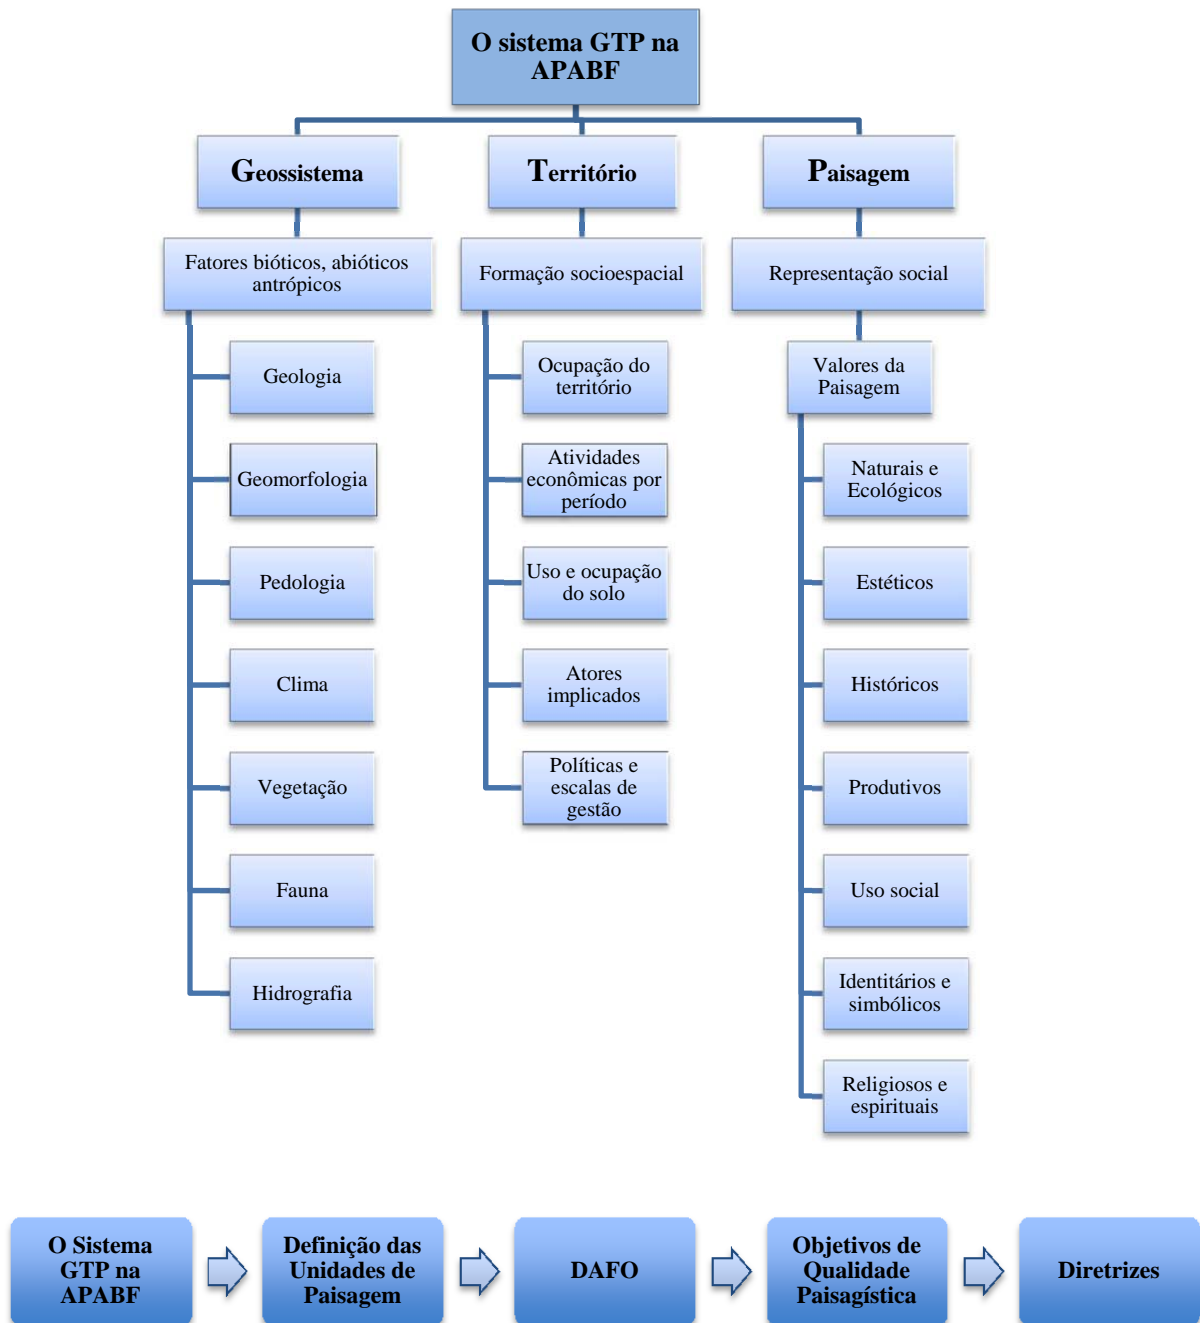 O sistema GTP na
APABF
Geossistema
Território
Paisagem
Fatores bióticos, abióticos
antrópicos
Formação socioespacial
Representação social
Geologia
Geomorfologia
Pedologia
Clima
Vegetação
Fauna
Hidrografia
Ocupação do
território
Atividades
econômicas por
período
Uso e ocupação
do solo
Atores
implicados
Políticas e
escalas de
gestão
Valores da
Paisagem
Naturais e
Ecológicos
Estéticos
Históricos
Produtivos
Uso social
Identitários e
simbólicos
Religiosos e
espirituais
O Sistema
GTP na
APABF
Definição das
Unidades de
Paisagem
DAFO
Objetivos de
Qualidade
Paisagística
Diretrizes